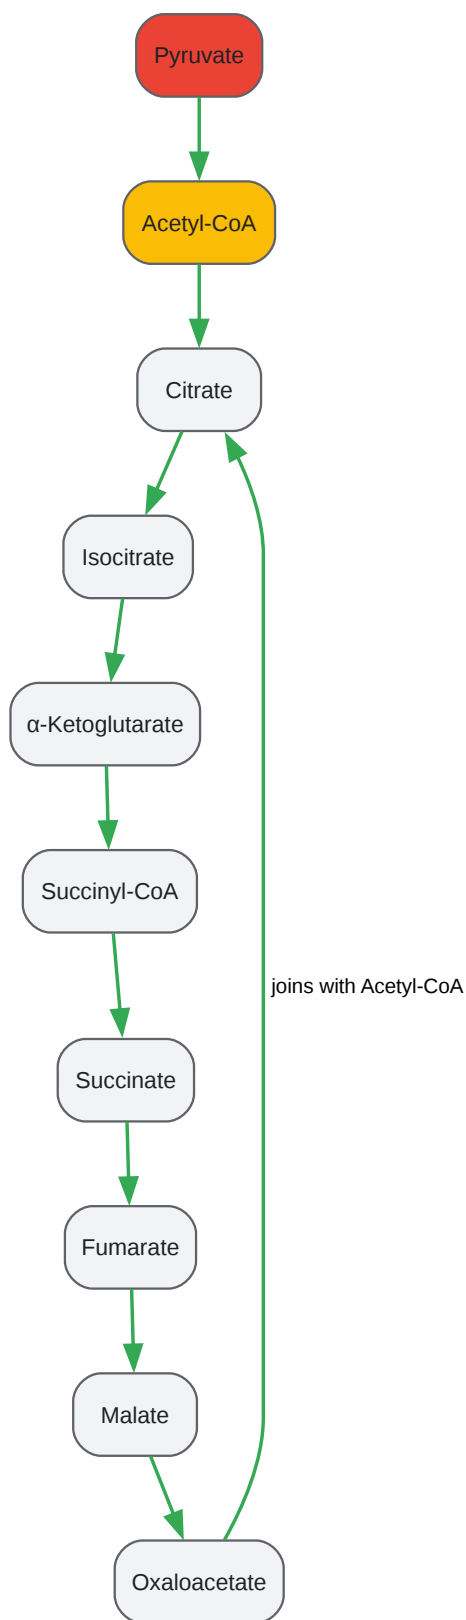 Pyruvate
Acetyl-CoA
Citrate
Isocitrate
α-Ketoglutarate
Succinyl-CoA
joins with Acetyl-CoA
Succinate
Fumarate
Malate
Oxaloacetate